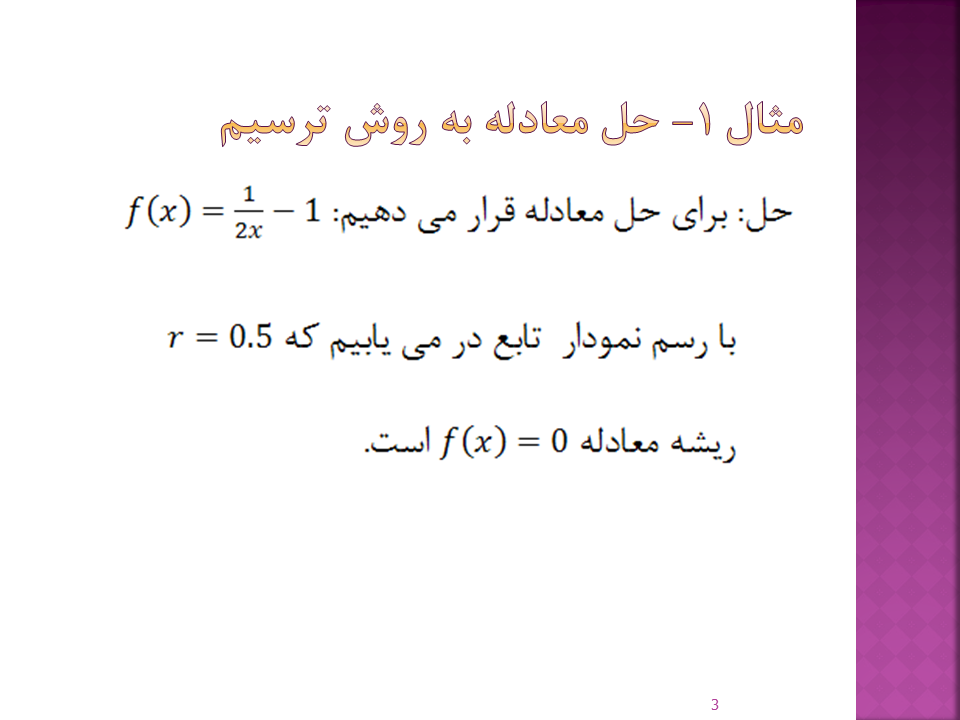 مثال ۱- حل معادله به روش ترسیم
حل: برای حل معادله قرار می دهیم: f(x) = 1/2x − 1
با رسم نمودار تابع در می یابیم که r = 0.5
ریشه معادله f(x) = 0 است.
3